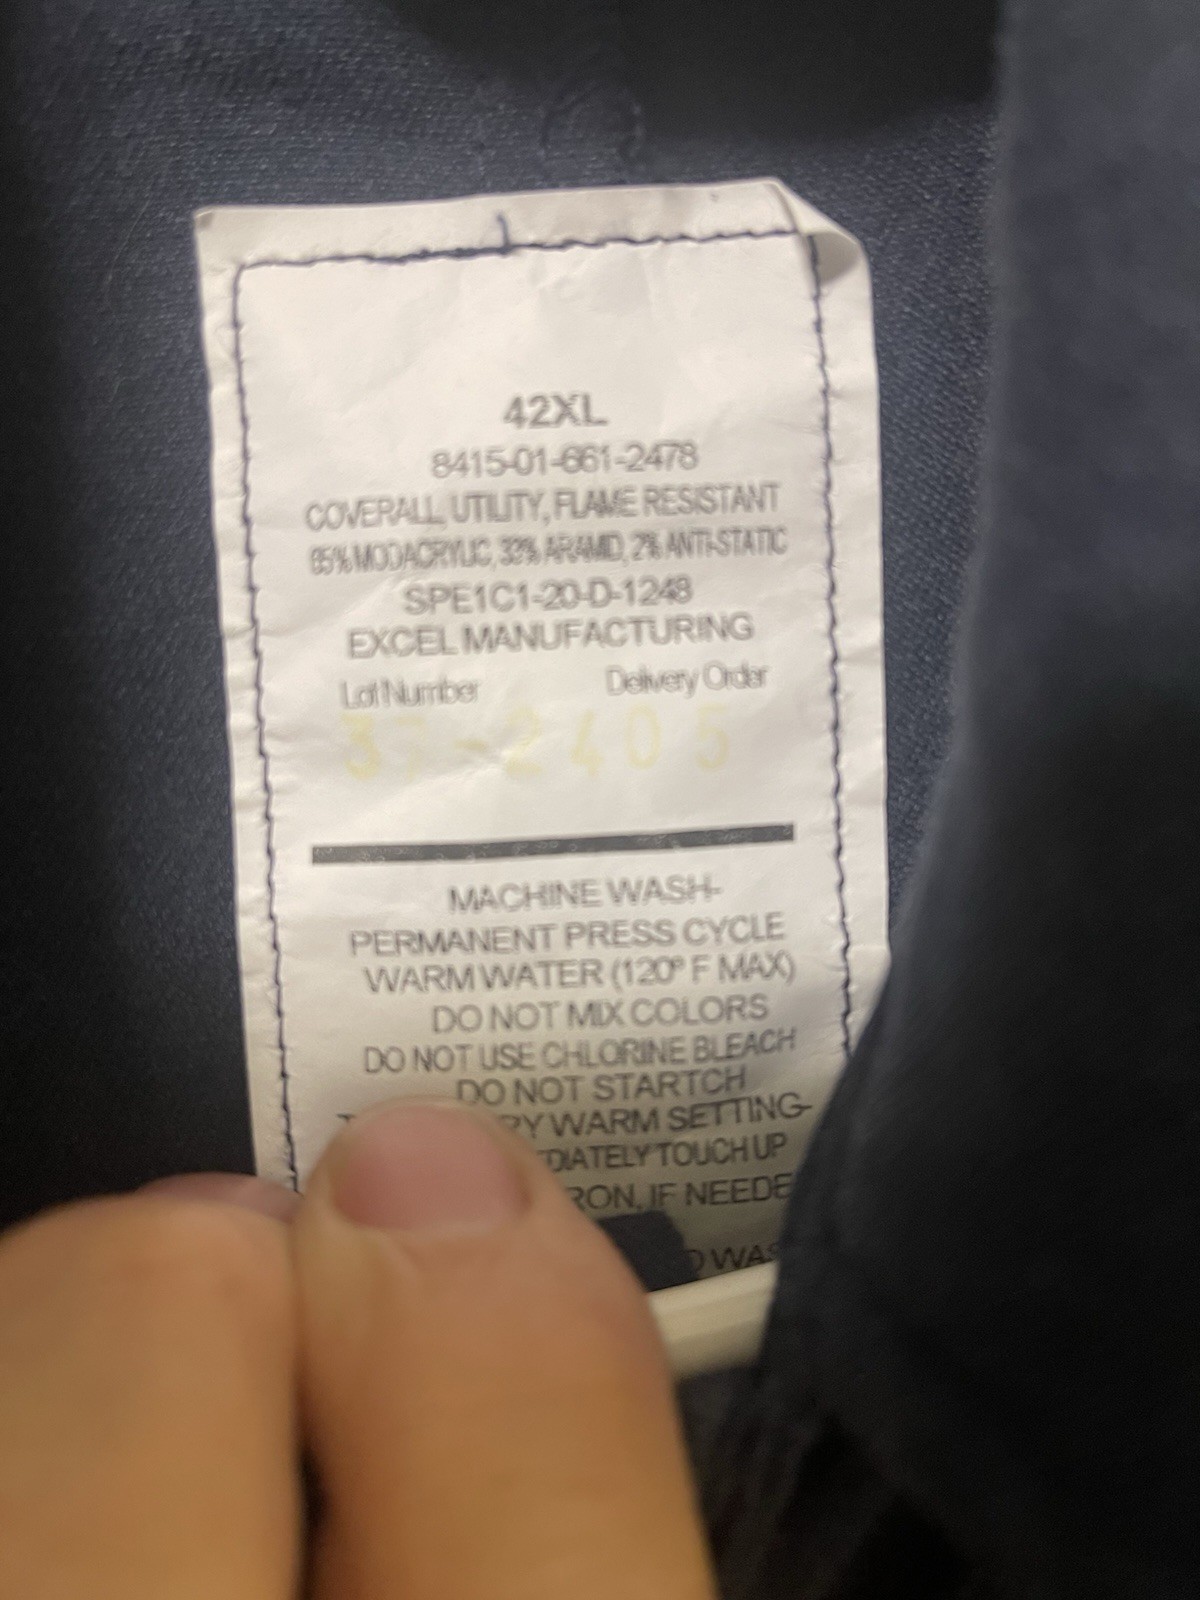 42XL
8415-01-661-2478
COVERALL, UTILITY, FLAME RESISTANT
65% MODACRYLIC, 33% ARAMID, 2% ANTI-STATIC
SPE1C1-20-D-1248
EXCEL MANUFACTURING
Lot Number Delivery Order
37-2405
MACHINE WASH-
PERMANENT PRESS CYCLE
WARM WATER (120° F MAX)
DO NOT MIX COLORS
DO NOT USE CHLORINE BLEACH
DO NOT STARTCH
WARM SETTING-
TOUCH UP
IF NEEDE